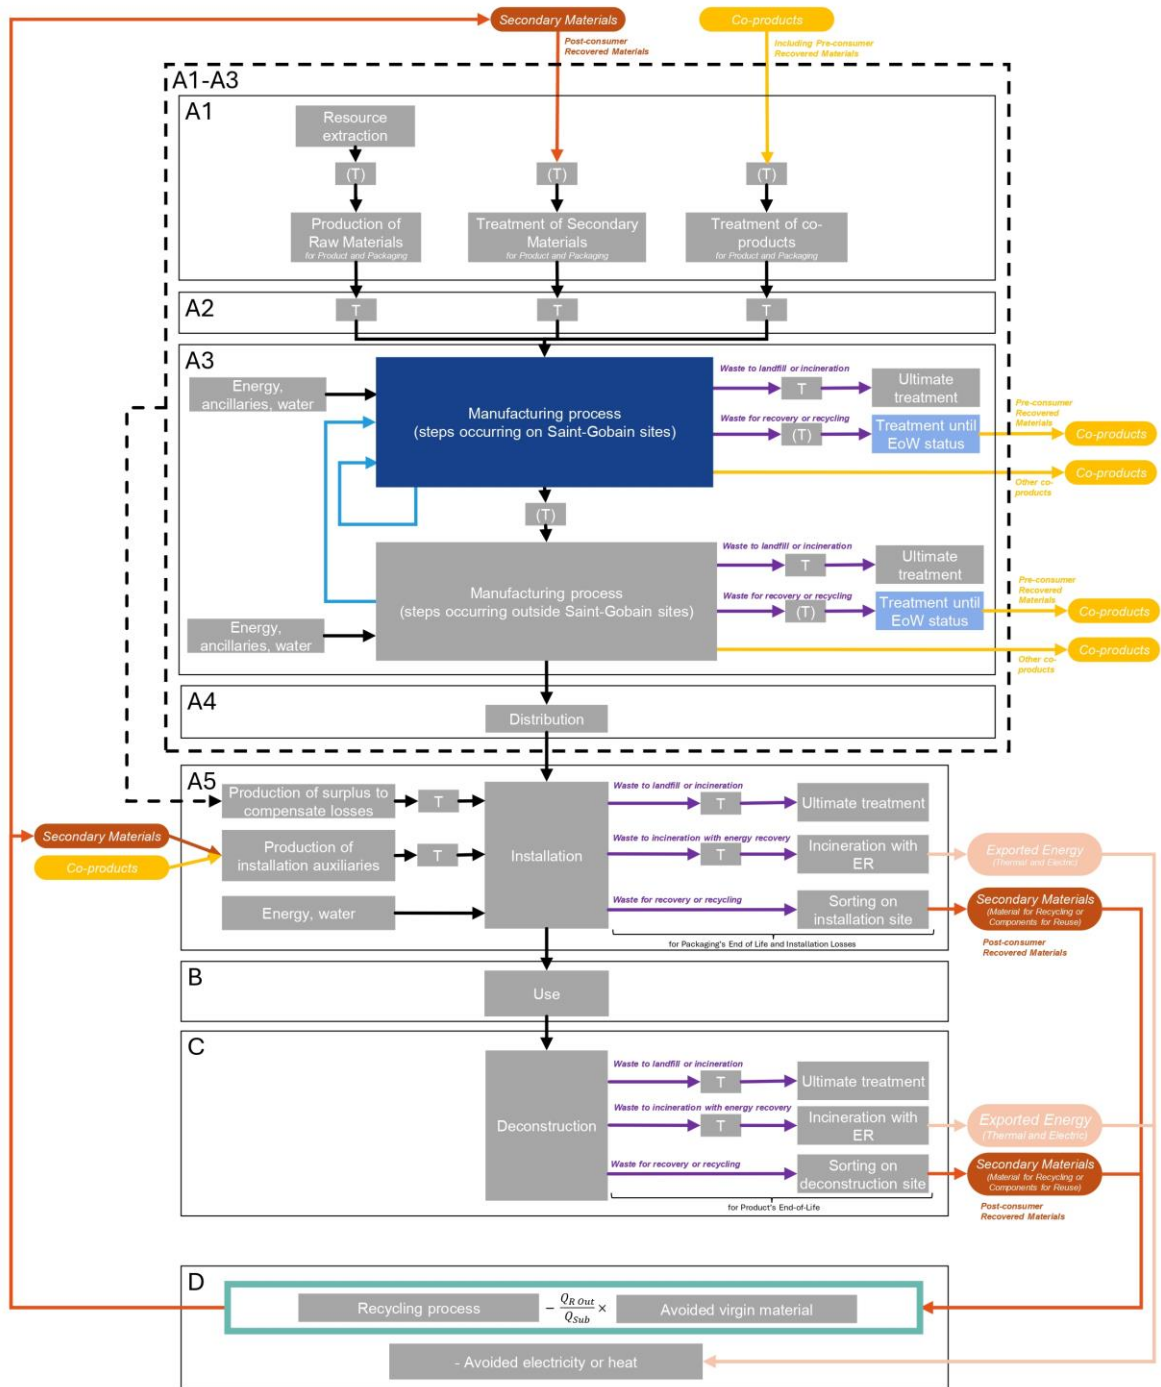 Secondary Materials
Co-products
Post-consumer
Recovered Materials
Including Pre-consumer
Recovered Materials
A1-A3
A1
Resource
extraction
(T)
(T)
(T)
Production of
Raw Materials
for Product and Packaging
Treatment of Secondary
Materials
for Product and Packaging
Treatment of co-
products
for Product and Packaging
A2
T
T
T
A3
Energy,
ancillaries, water
Manufacturing process
(steps occurring on Saint-Gobain sites)
Waste to landfill or incineration
T
Ultimate
treatment
Waste for recovery or recycling
(T)
Treatment until
EoW status
Pre-consumer
Recovered
Materials
Co-products
Co-products
Other co-
products
(T)
Manufacturing process
(steps occurring outside Saint-Gobain sites)
Energy,
ancillaries, water
Waste to landfill or incineration
T
Ultimate
treatment
Waste for recovery or recycling
(T)
Treatment until
EoW status
Pre-consumer
Recovered
Materials
Co-products
Co-products
Other co-
products
A4
Distribution
A5
Production of surplus to
compensate losses
T
Secondary Materials
Co-products
Production of
installation auxiliaries
T
Energy, water
Installation
Waste to landfill or incineration
T
Ultimate treatment
Waste to incineration with energy recovery
T
Incineration with
ER
Exported Energy
(Thermal and Electric)
Waste for recovery or recycling
Sorting on
installation site
Secondary Materials
(Material for Recycling or
Components for Reuse)
Post-consumer
Recovered Materials
for Packaging's End of Life and Installation Losses
B
Use
C
Deconstruction
Waste to landfill or incineration
T
Ultimate treatment
Waste to incineration with energy recovery
T
Incineration with
ER
Exported Energy
(Thermal and Electric)
Waste for recovery or recycling
Sorting on
deconstruction site
Secondary Materials
(Material for Recycling or
Components for Reuse)
Post-consumer
Recovered Materials
for Product's End-of-Life
D
Recycling process
− Q_{R Out} / Q_{Sub} ×
Avoided virgin material
- Avoided electricity or heat